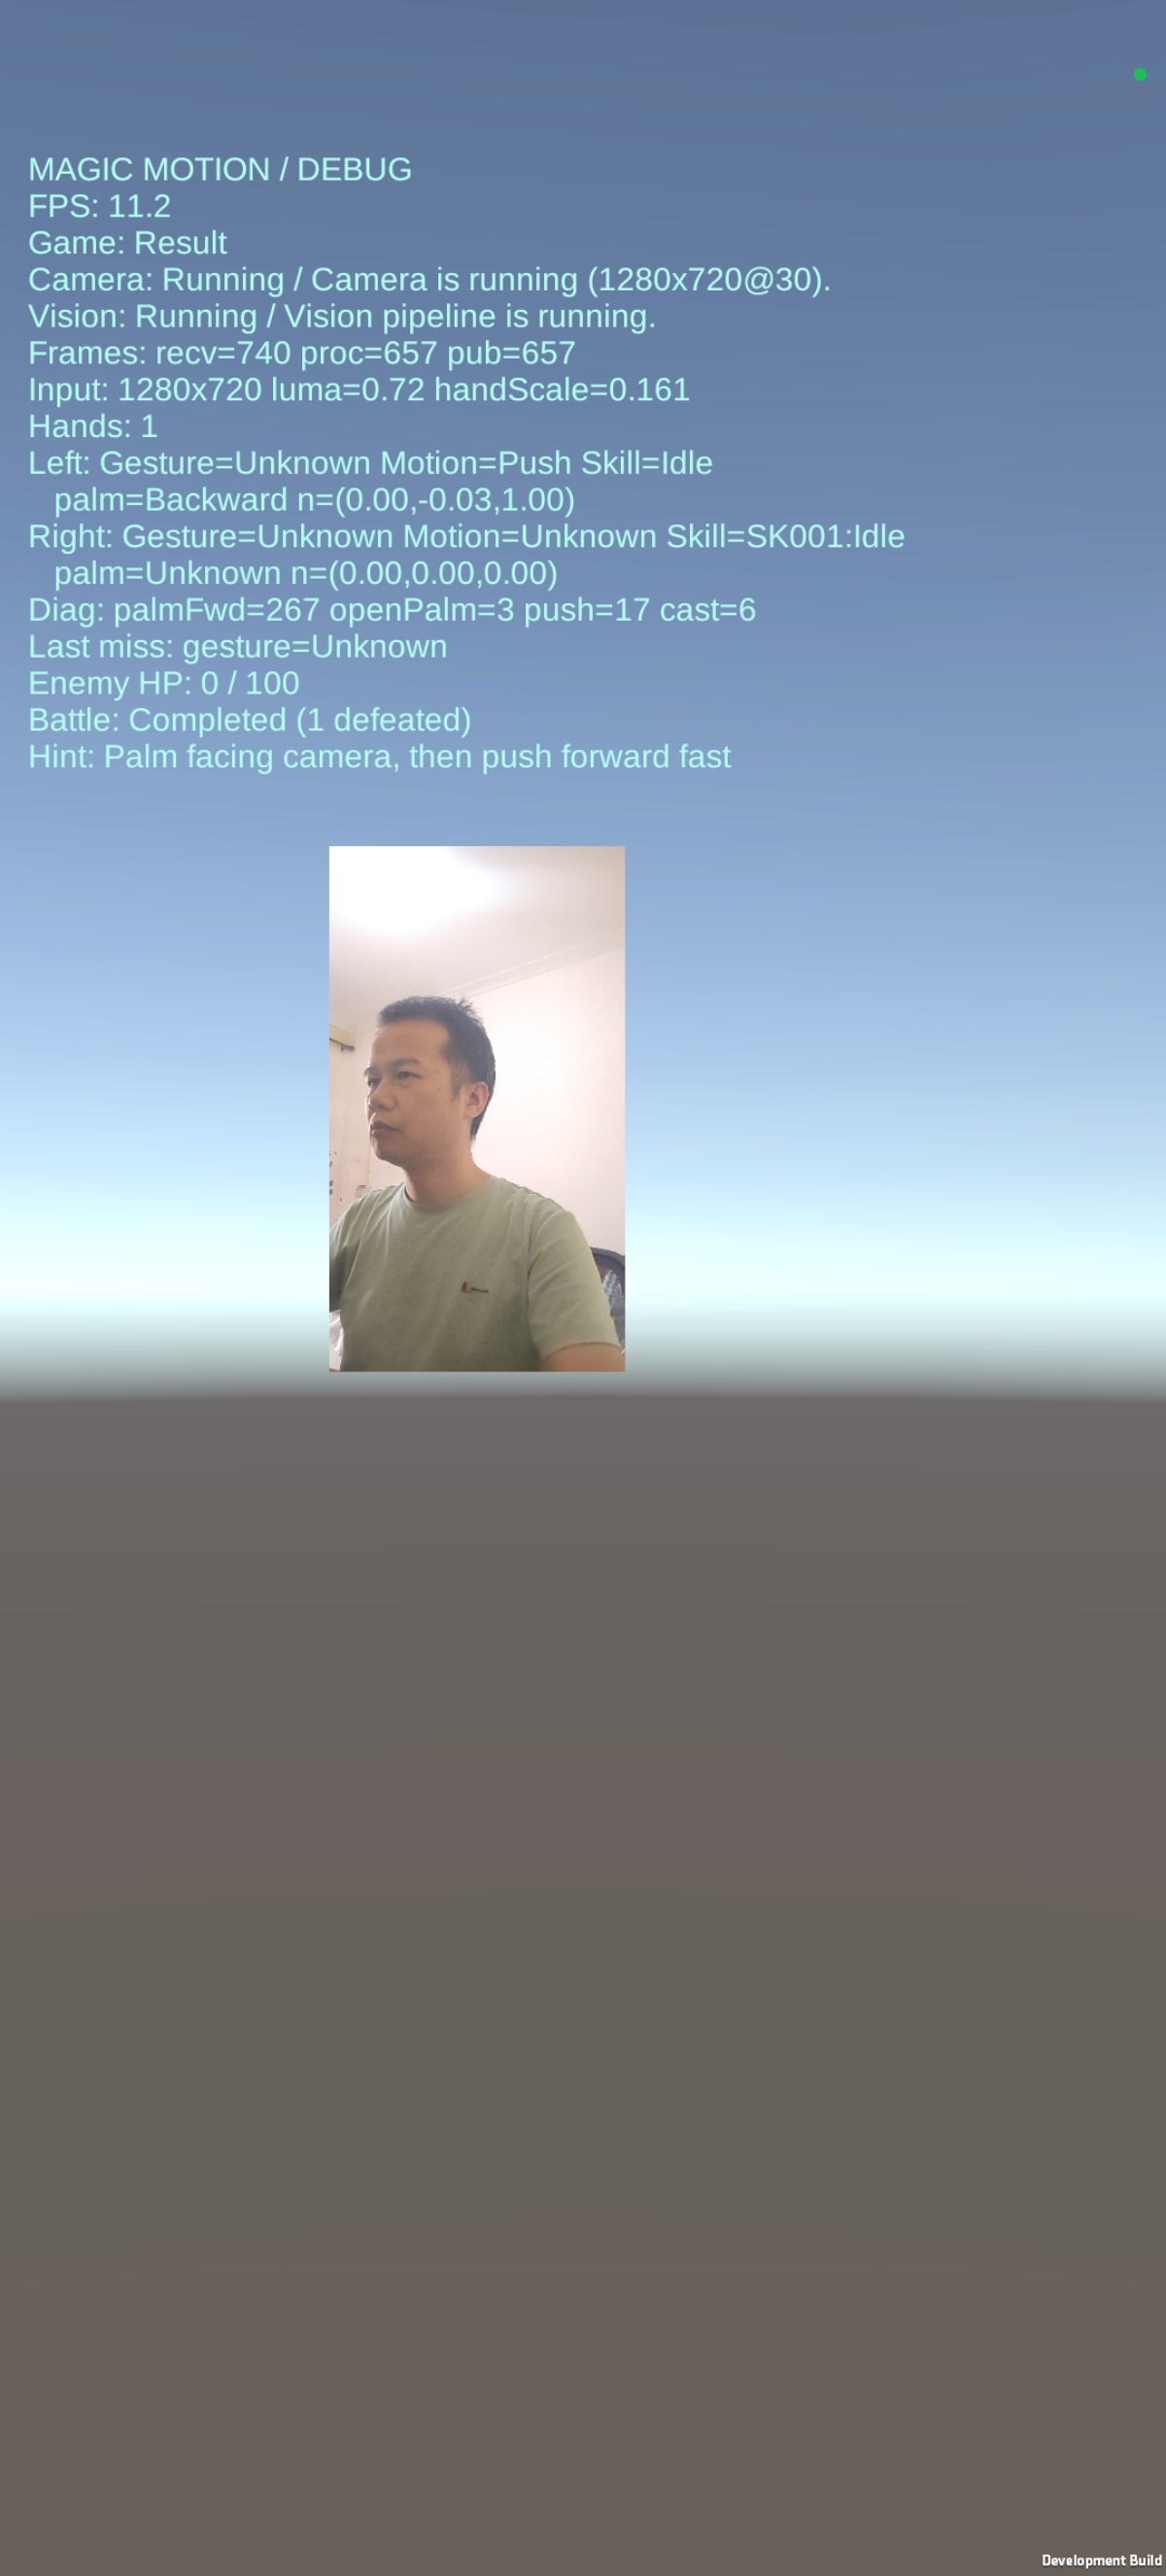 MAGIC MOTION / DEBUG
FPS: 11.2
Game: Result
Camera: Running / Camera is running (1280x720@30).
Vision: Running / Vision pipeline is running.
Frames: recv=740 proc=657 pub=657
Input: 1280x720 luma=0.72 handScale=0.161
Hands: 1
Left: Gesture=Unknown Motion=Push Skill=Idle
palm=Backward n=(0.00,-0.03,1.00)
Right: Gesture=Unknown Motion=Unknown Skill=SK001:Idle
palm=Unknown n=(0.00,0.00,0.00)
Diag: palmFwd=267 openPalm=3 push=17 cast=6
Last miss: gesture=Unknown
Enemy HP: 0 / 100
Battle: Completed (1 defeated)
Hint: Palm facing camera, then push forward fast
Development Build